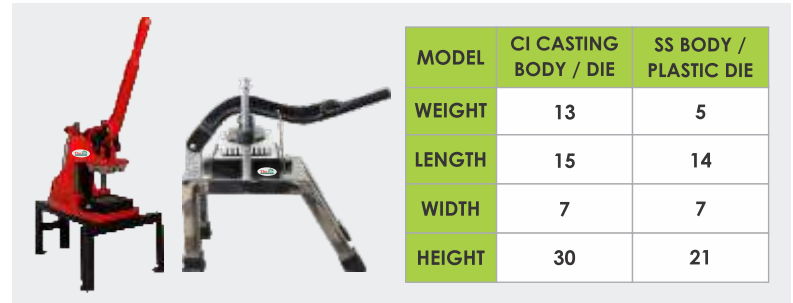 MODEL CI CASTING BODY / DIE SS BODY / PLASTIC DIE
WEIGHT 13 5
LENGTH 15 14
WIDTH 7 7
HEIGHT 30 21